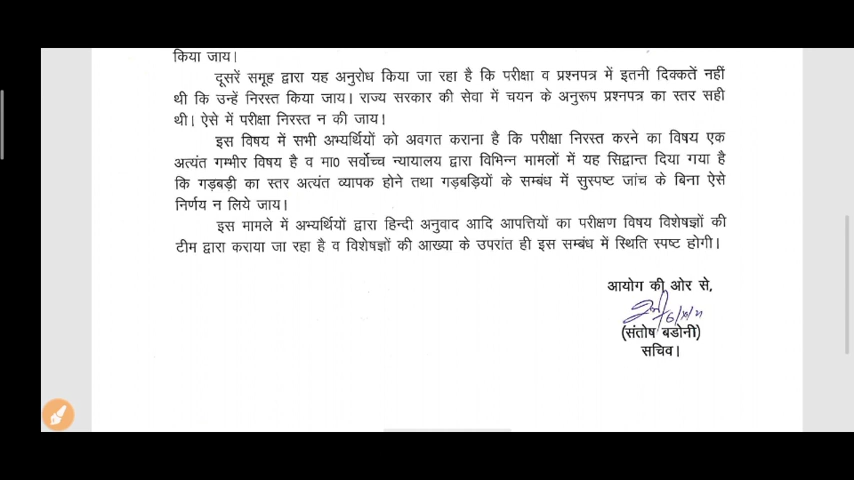 किया जाय।
दूसरें समूह द्वारा यह अनुरोध किया जा रहा है कि परीक्षा व प्रश्नपत्र में इतनी दिक्कतें नहीं
थी कि उन्हें निरस्त किया जाय। राज्य सरकार की सेवा में चयन के अनुरूप प्रश्नपत्र का स्तर सही
थी। ऐसे में परीक्षा निरस्त न की जाय।
इस विषय में सभी अभ्यर्थियों को अवगत कराना है कि परीक्षा निरस्त करने का विषय एक
अत्यंत गम्भीर विषय है व मा0 सर्वोच्च न्यायालय द्वारा विभिन्न मामलों में यह सिद्वान्त दिया गया है
कि गड़बड़ी का स्तर अत्यंत व्यापक होने तथा गड़बड़ियों के सम्बंध में सुस्पष्ट जांच के बिना ऐसे
निर्णय न लिये जाय।
इस मामले में अभ्यर्थियों द्वारा हिन्दी अनुवाद आदि आपत्तियों का परीक्षण विषय विशेषज्ञों की
टीम द्वारा कराया जा रहा है व विशेषज्ञों की आख्या के उपरांत ही इस सम्बंध में स्थिति स्पष्ट होगी।
आयोग की ओर से,
(संतोष बडोनी)
सचिव।